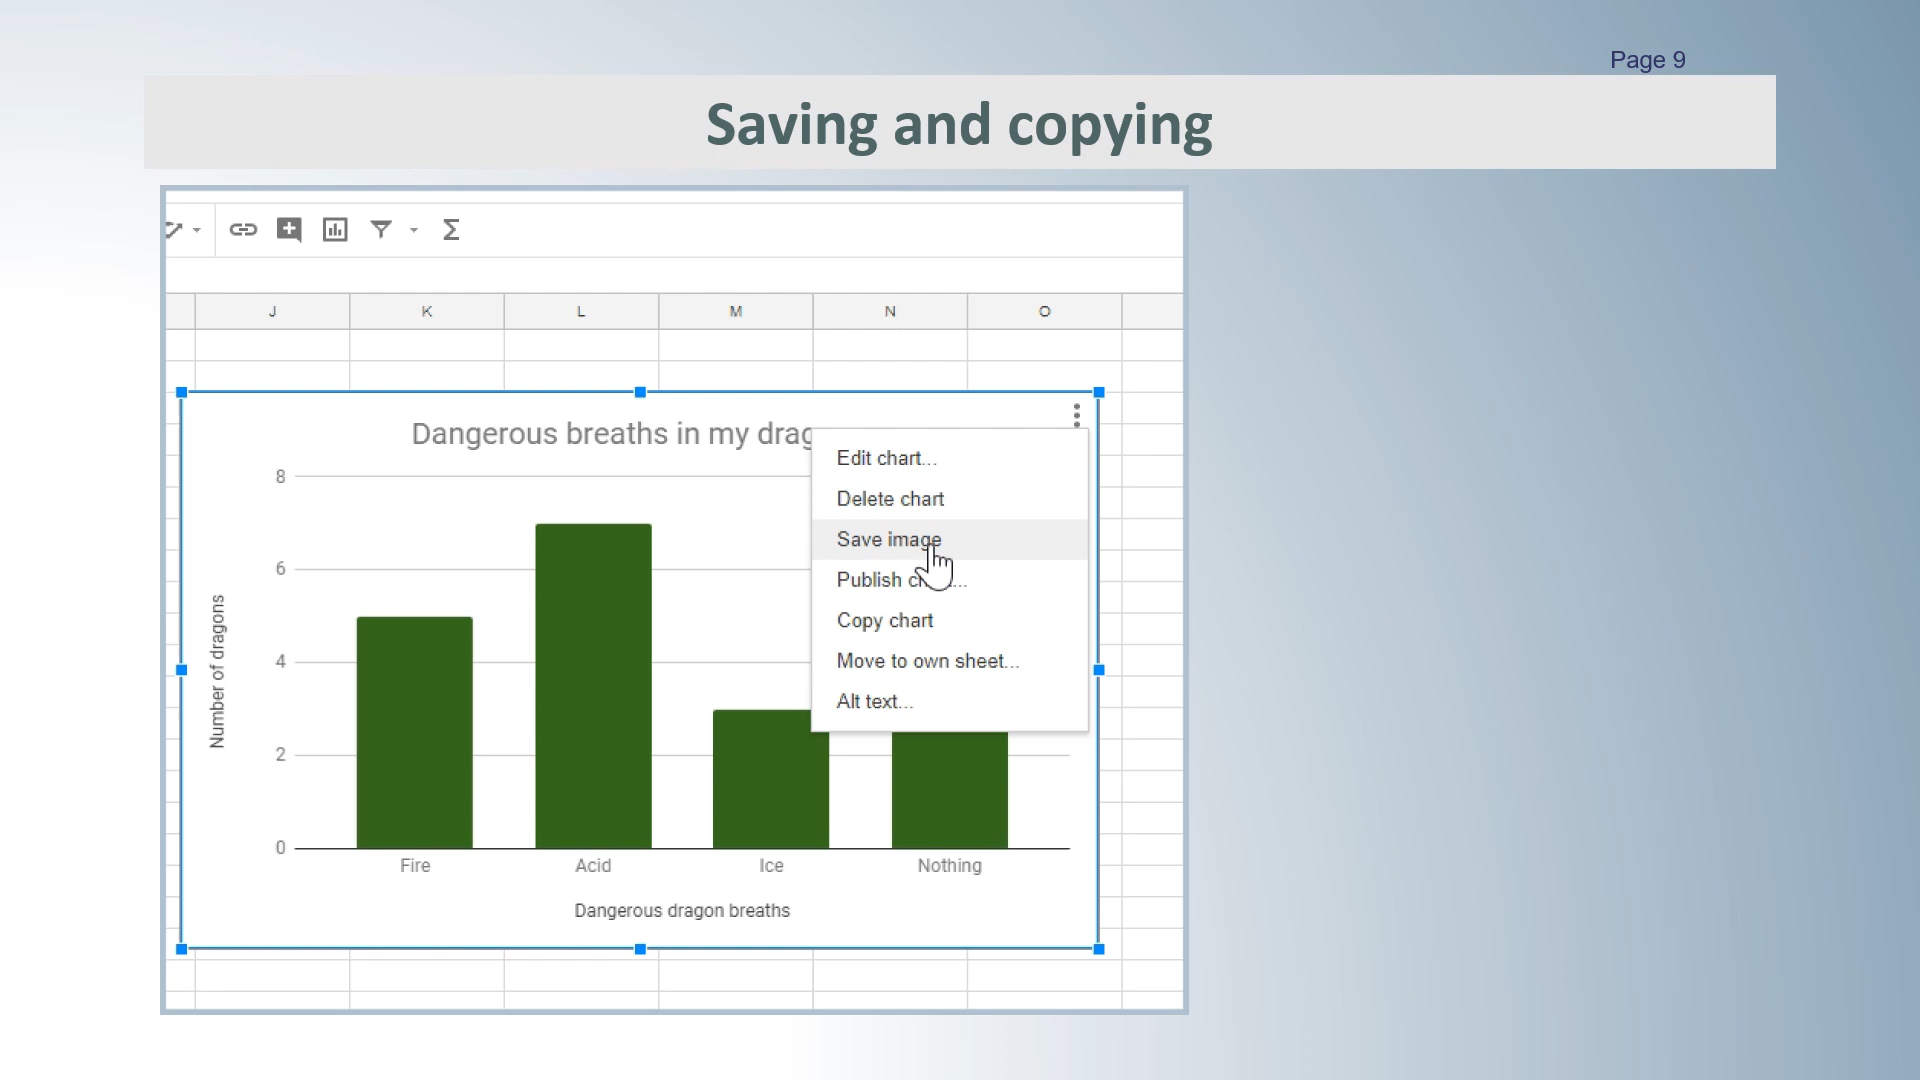 Page 9
Saving and copying
J K L M N O
Dangerous breaths in my
Edit chart...
Delete chart
Save image
Publish
Copy chart
Move to own sheet...
Alt text...
8
6
4
2
0
Number of dragons
Fire Acid Ice Nothing
Dangerous dragon breaths